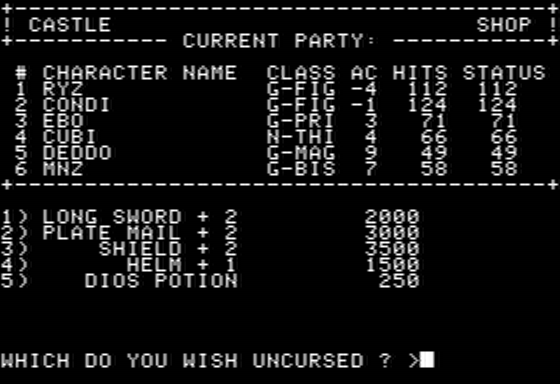 +--------------------------------------+
! CASTLE                          SHOP !
+----------- CURRENT PARTY: -----------+
 # CHARACTER NAME  CLASS AC HITS STATUS
 1 RYZ             G-FIG -4  112  112
 2 CONDI           G-FIG -1  124  124
 3 EBO             G-PRI  3   71   71
 4 CUBI            N-THI  4   66   66
 5 DEDDO           G-MAG  9   49   49
 6 MNZ             G-BIS  7   58   58
+--------------------------------------+
1) LONG SWORD + 2         2000
2) PLATE MAIL + 2         3000
3)     SHIELD + 2         3500
4)       HELM + 1         1500
5)    DIOS POTION          250
WHICH DO YOU WISH UNCURSED ? >